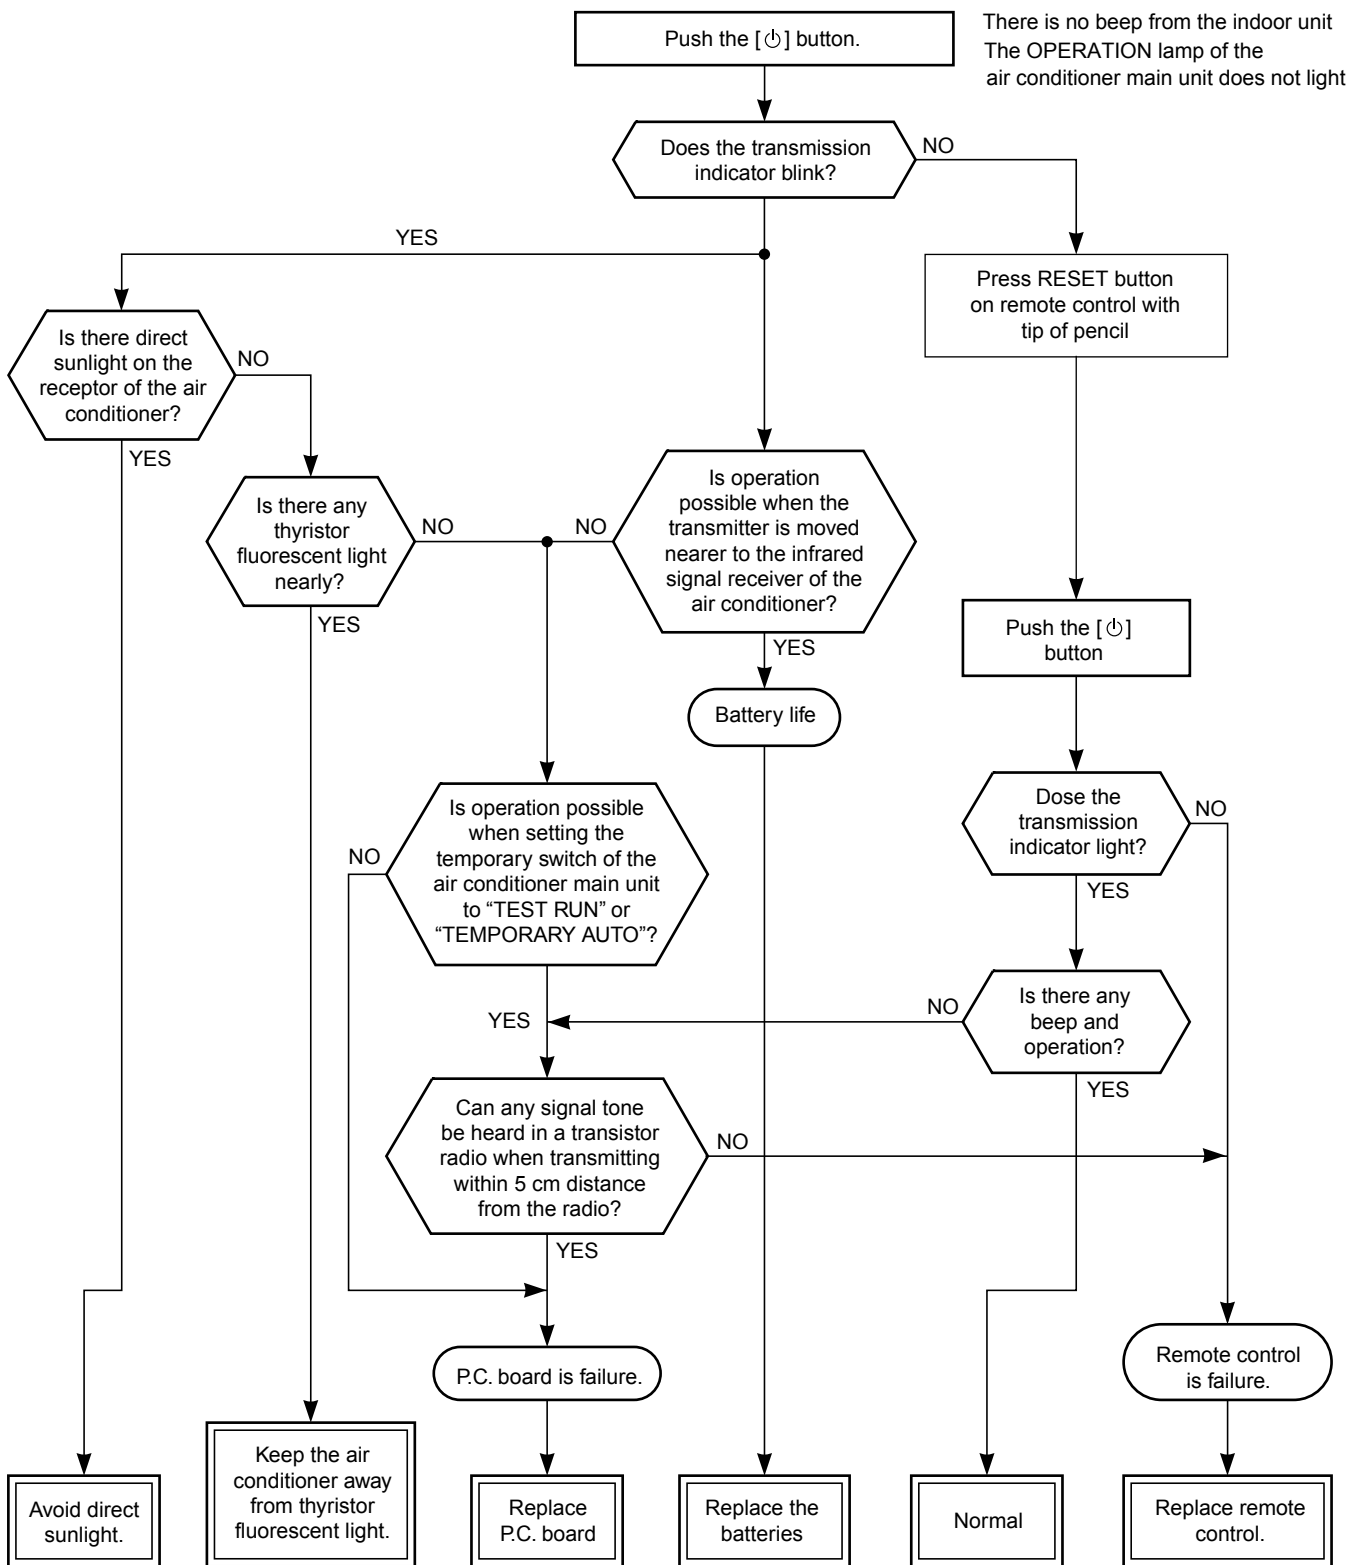 Push the [⏻] button.
There is no beep from the indoor unit
The OPERATION lamp of the
air conditioner main unit does not light
Does the transmission
indicator blink?
NO
YES
Press RESET button
on remote control with
tip of pencil
Is there direct
sunlight on the
receptor of the air
conditioner?
NO
YES
Is there any
thyristor
fluorescent light
nearly?
NO
YES
Is operation
possible when the
transmitter is moved
nearer to the infrared
signal receiver of the
air conditioner?
NO
YES
Push the [⏻]
button
Battery life
Is operation possible
when setting the
temporary switch of the
air conditioner main unit
to “TEST RUN” or
“TEMPORARY AUTO”?
NO
YES
Dose the
transmission
indicator light?
NO
YES
Is there any
beep and
operation?
NO
YES
Can any signal tone
be heard in a transistor
radio when transmitting
within 5 cm distance
from the radio?
NO
YES
P.C. board is failure.
Remote control
is failure.
Avoid direct
sunlight.
Keep the air
conditioner away
from thyristor
fluorescent light.
Replace
P.C. board
Replace the
batteries
Normal
Replace remote
control.